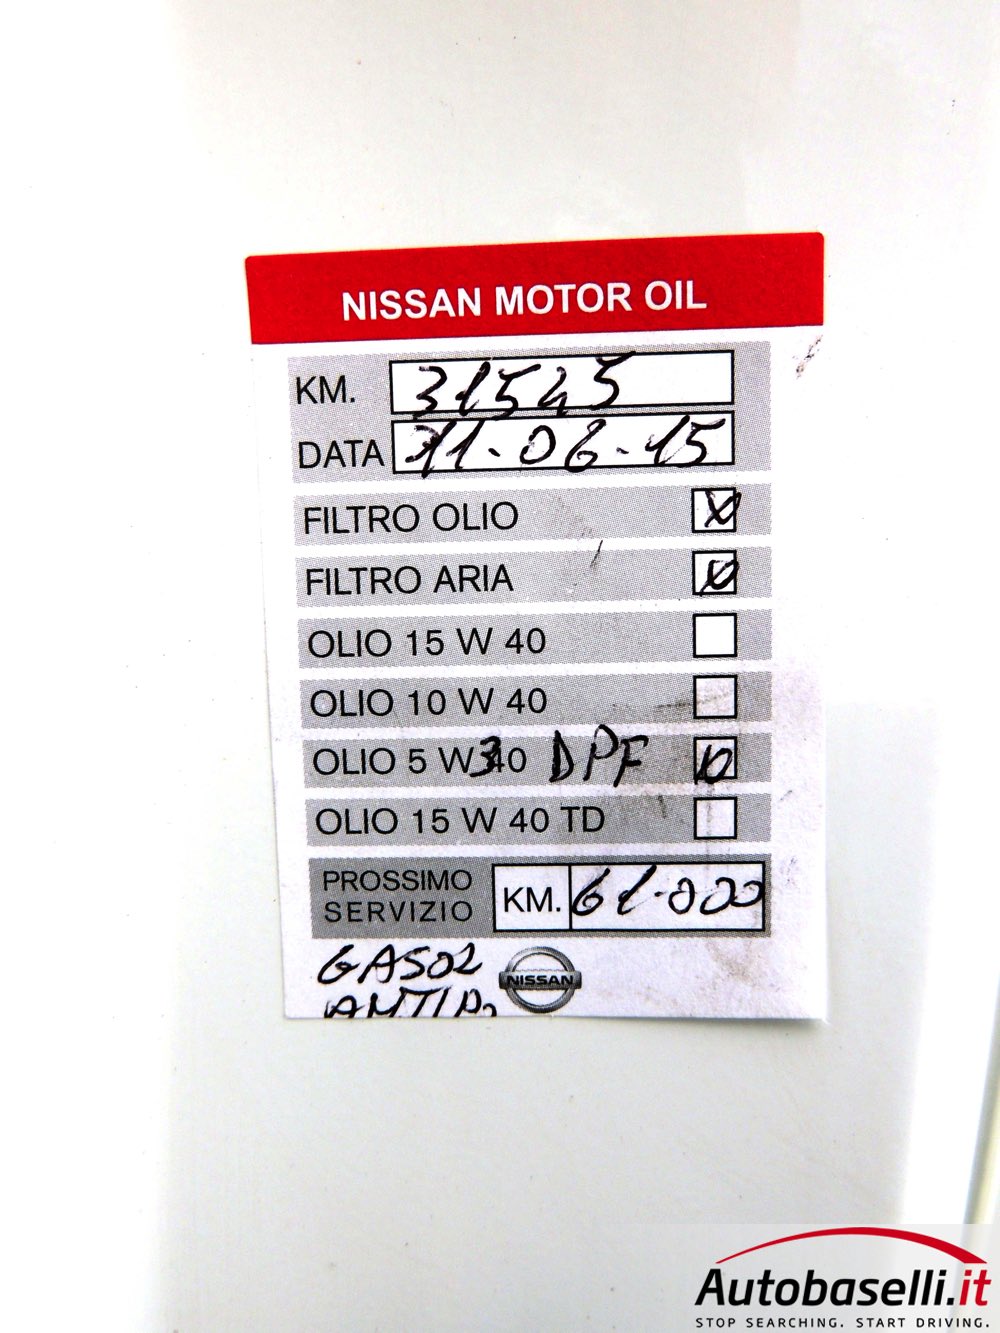 NISSAN MOTOR OIL
KM. 31545
DATA 11-06-15
FILTRO OLIO X
FILTRO ARIA X
OLIO 15 W 40
OLIO 10 W 40
OLIO 5 W 30 DPF
OLIO 15 W 40 TD
PROSSIMO
SERVIZIO KM. 61.000
GASOL
NISSAN
Autobaselli.it
STOP SEARCHING. START DRIVING.